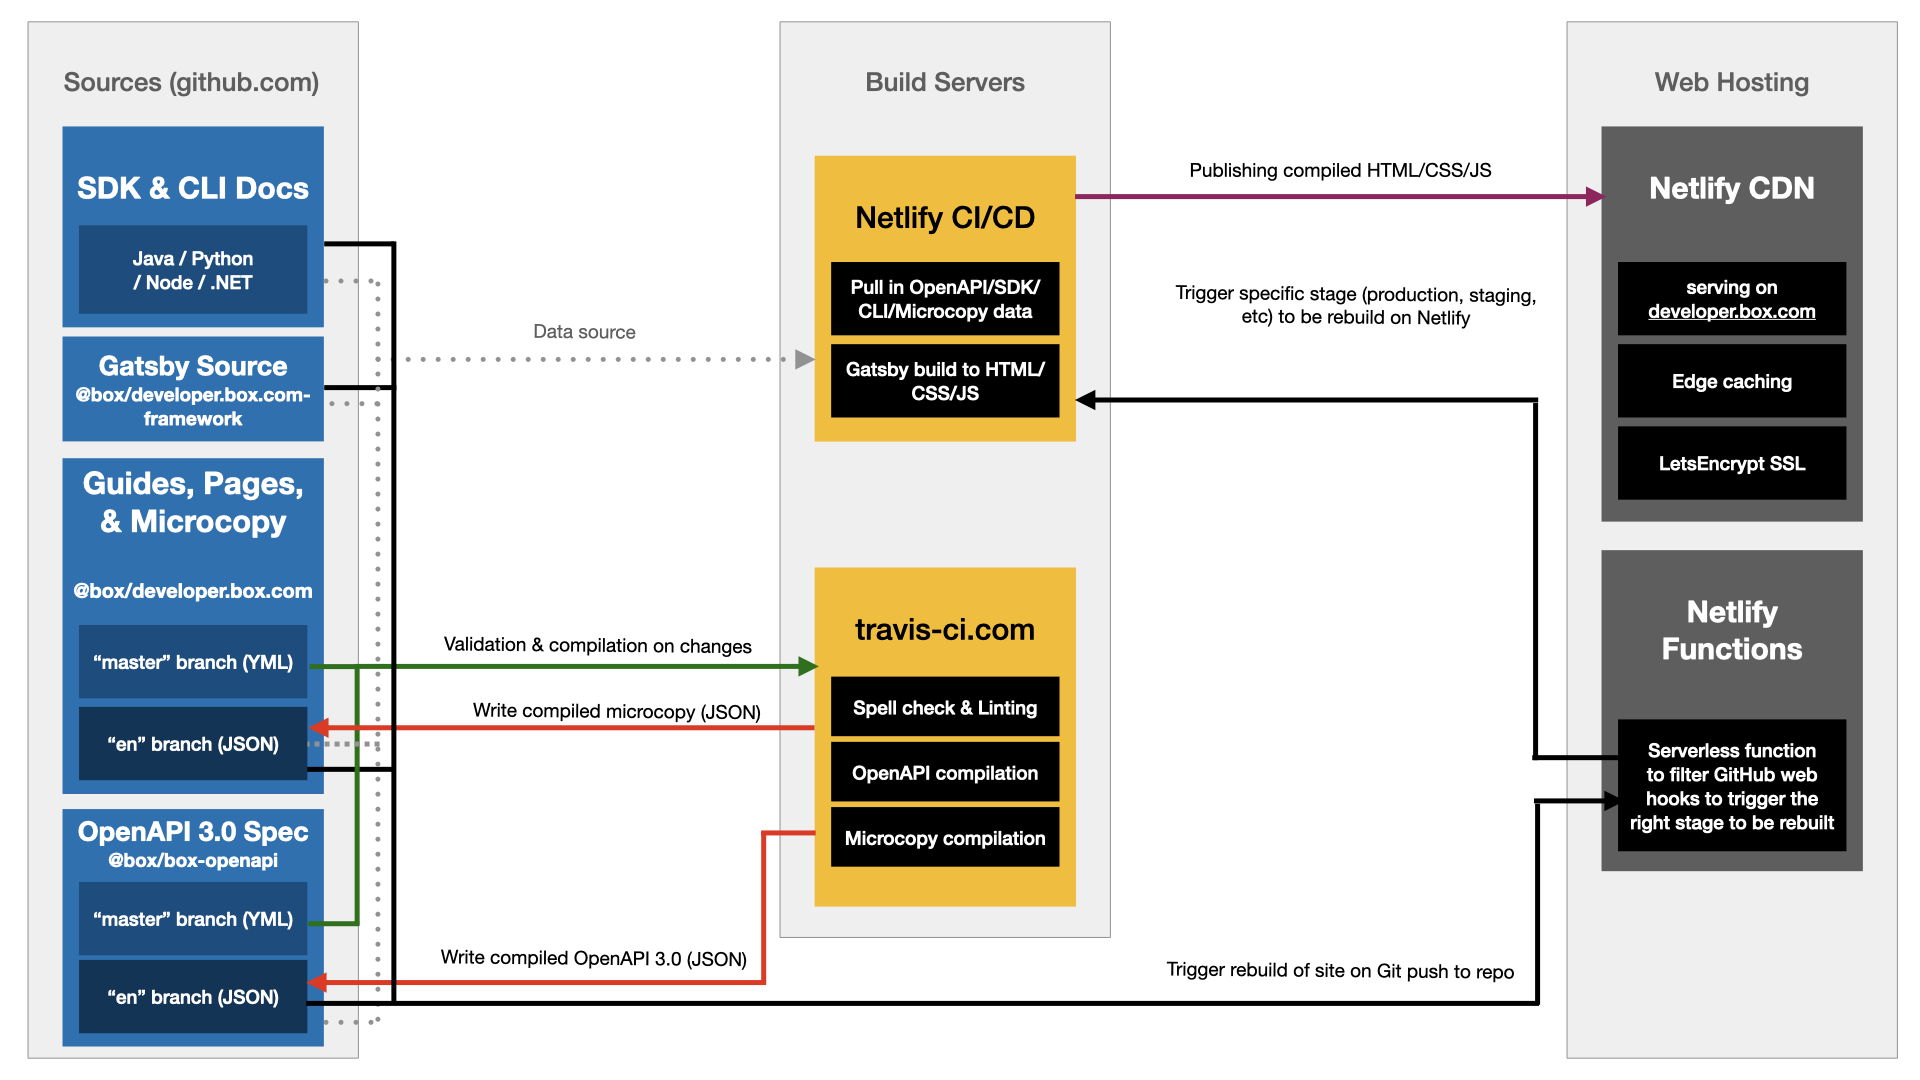 Sources (github.com)
SDK & CLI Docs
Java / Python
/ Node / .NET
Gatsby Source
@box/developer.box.com-
framework
Guides, Pages,
& Microcopy
@box/developer.box.com
“master” branch (YML)
“en” branch (JSON)
OpenAPI 3.0 Spec
@box/box-openapi
“master” branch (YML)
“en” branch (JSON)
Data source
Validation & compilation on changes
Write compiled microcopy (JSON)
Write compiled OpenAPI 3.0 (JSON)
Build Servers
Netlify CI/CD
Pull in OpenAPI/SDK/
CLI/Microcopy data
Gatsby build to HTML/
CSS/JS
travis-ci.com
Spell check & Linting
OpenAPI compilation
Microcopy compilation
Publishing compiled HTML/CSS/JS
Trigger specific stage (production, staging,
etc) to be rebuild on Netlify
Trigger rebuild of site on Git push to repo
Web Hosting
Netlify CDN
serving on
developer.box.com
Edge caching
LetsEncrypt SSL
Netlify
Functions
Serverless function
to filter GitHub web
hooks to trigger the
right stage to be rebuilt